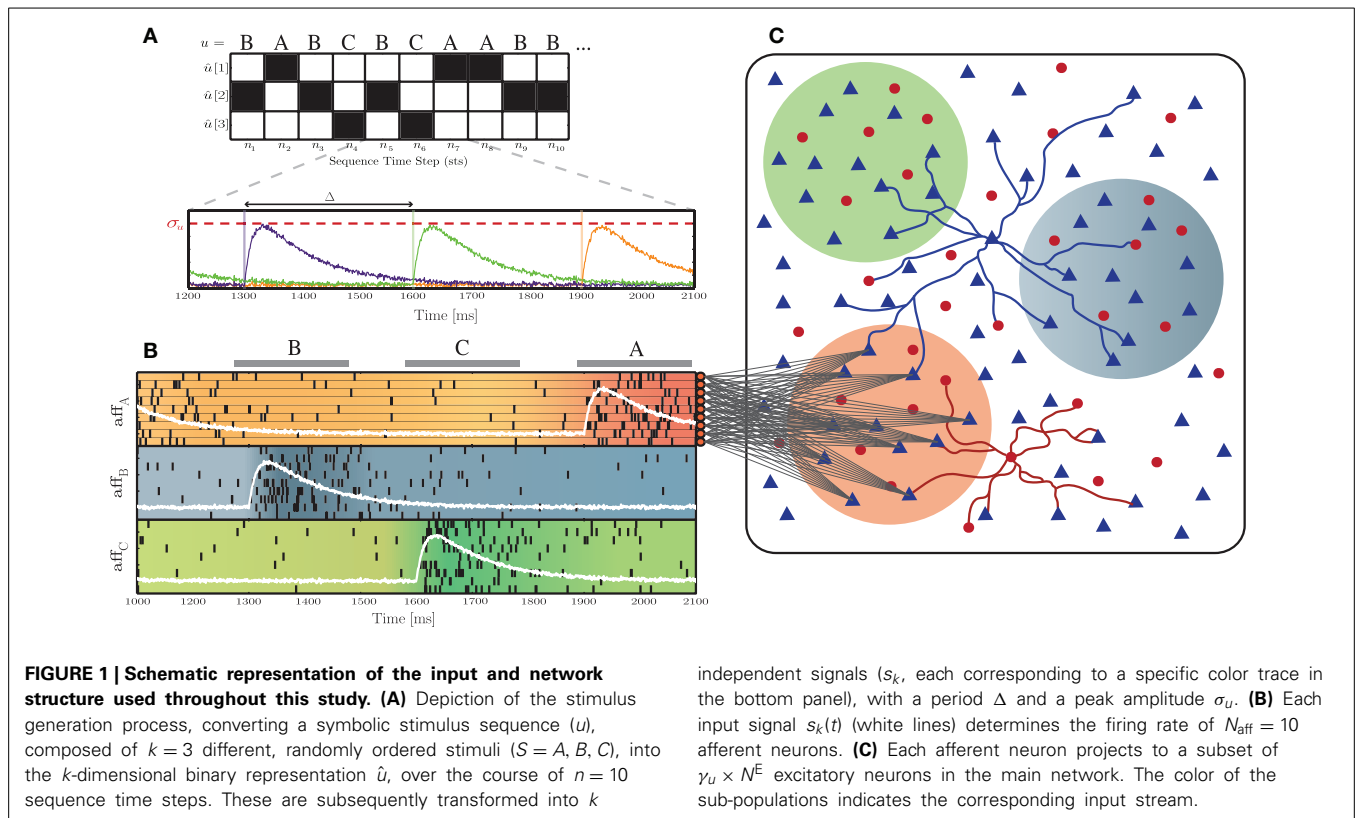 A
u = B A B C B C A A B B ...
û[1]
û[2]
û[3]
n₁ n₂ n₃ n₄ n₅ n₆ n₇ n₈ n₉ n₁₀
Sequence Time Step (sts)
Δ
σᵤ
1200 1300 1400 1500 1600 1700 1800 1900 2000 2100
Time [ms]
B
B C A
aff_A
aff_B
aff_C
1000 1100 1200 1300 1400 1500 1600 1700 1800 1900 2000 2100
Time [ms]
C
FIGURE 1 | Schematic representation of the input and network
structure used throughout this study. (A) Depiction of the stimulus
generation process, converting a symbolic stimulus sequence (u),
composed of k = 3 different, randomly ordered stimuli (S = A, B, C), into
the k-dimensional binary representation û, over the course of n = 10
sequence time steps. These are subsequently transformed into k
independent signals (s_k, each corresponding to a specific color trace in
the bottom panel), with a period Δ and a peak amplitude σᵤ. (B) Each
input signal s_k(t) (white lines) determines the firing rate of N_aff = 10
afferent neurons. (C) Each afferent neuron projects to a subset of
γᵤ × N^E excitatory neurons in the main network. The color of the
sub-populations indicates the corresponding input stream.